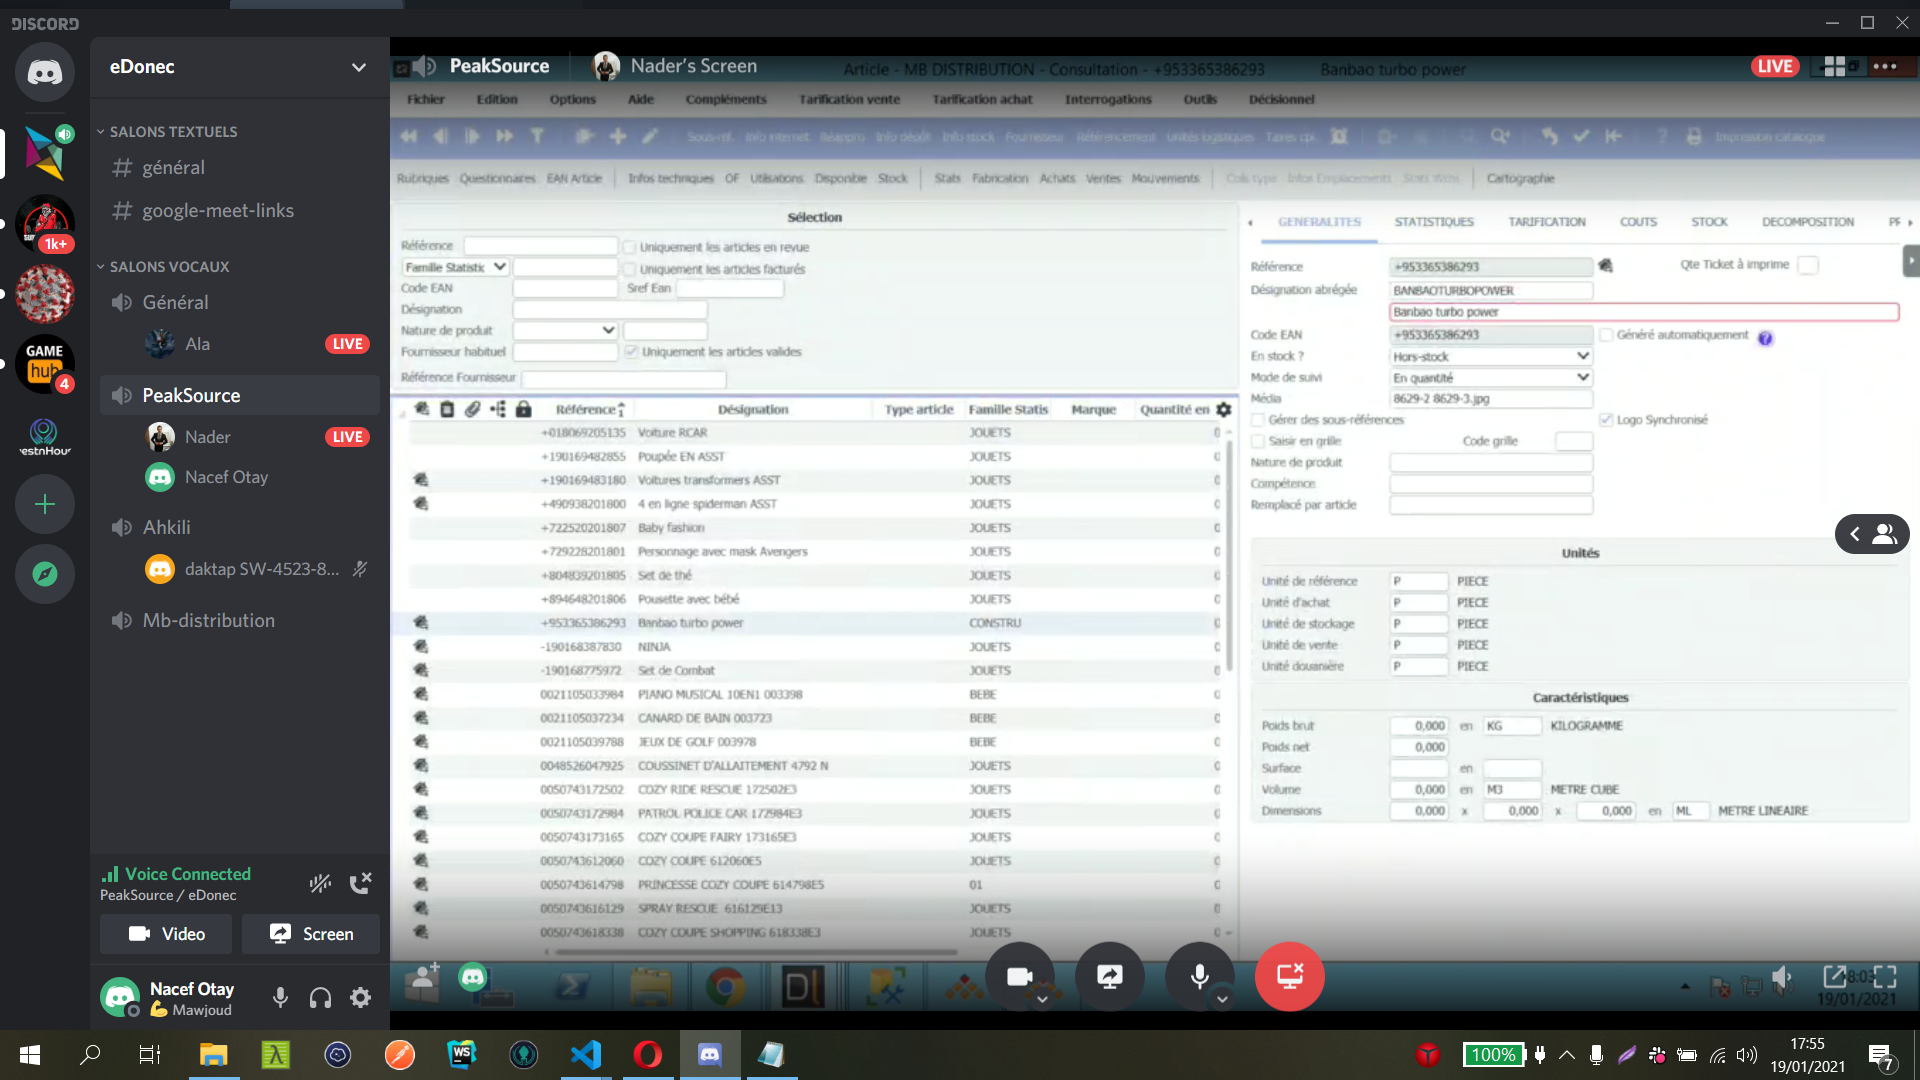 DISCORD
eDonec
SALONS TEXTUELS
général
google-meet-links
SALONS VOCAUX
Général
Ala LIVE
PeakSource
Nader LIVE
Nacef Otay
Ahkili
daktap SW-4523-8...
Mb-distribution
1k+
GAME
hub
4
estnHour
Voice Connected
PeakSource / eDonec
Video Screen
Nacef Otay
Mawjoud
PeakSource Nader's Screen Article - MB DISTRIBUTION - Consultation - +953365386293 Banbao turbo power LIVE
Fichier Edition Options Aide Compléments Tarification vente Tarification achat Interrogations Outils Décisionnel
Sous-réf. Info internet Réappro Info dépôt Info stock Fournisseur Référencement Unités logistiques Taxes cpl. Impression catalogue
Rubriques Questionnaires EAN Article Infos techniques OF Utilisations Disponible Stock Stats Fabrication Achats Ventes Mouvements Cols type Infos Emplacements Cartographie
Sélection
Référence Uniquement les articles en revue
Famille Statistic Uniquement les articles facturés
Code EAN Sref Ean
Désignation
Nature de produit
Fournisseur habituel Uniquement les articles valides
Référence Fournisseur
Référence Désignation Type article Famille Statis Marque Quantité en
+018069205135 Voiture RCAR JOUETS 0
+190169482855 Poupée EN ASST JOUETS 0
+190169483180 Voitures transformers ASST JOUETS 0
+490938201800 4 en ligne spiderman ASST JOUETS 0
+722520201807 Baby fashion JOUETS 0
+729228201801 Personnage avec mask Avengers JOUETS 0
+804839201805 Set de thé JOUETS 0
+894648201806 Pousette avec bébé JOUETS 0
+953365386293 Banbao turbo power CONSTRU 0
-190168387830 NINJA JOUETS 0
-190168775972 Set de Combat JOUETS 0
0021105033984 PIANO MUSICAL 10EN1 003398 BEBE 0
0021105037234 CANARD DE BAIN 003723 BEBE 0
0021105039788 JEUX DE GOLF 003978 BEBE 0
0048526047925 COUSSINET D'ALLAITEMENT 4792 N JOUETS 0
0050743172502 COZY RIDE RESCUE 172502E3 JOUETS 0
0050743172984 PATROL POLICE CAR 172984E3 JOUETS 0
0050743173165 COZY COUPE FAIRY 173165E3 JOUETS 0
0050743612060 COZY COUPE 612060E5 JOUETS 0
0050743614798 PRINCESSE COZY COUPE 614798E5 01 0
0050743616129 SPRAY RESCUE 616129E13 JOUETS 0
0050743618338 COZY COUPE SHOPPING 618338E3 JOUETS 0
GENERALITES STATISTIQUES TARIFICATION COUTS STOCK DECOMPOSITION PF
Référence +953365386293 Qte Ticket à imprime
Désignation abrégée BANBAOTURBOPOWER
Banbao turbo power
Code EAN +953365386293 Généré automatiquement ?
En stock ? Hors-stock
Mode de suivi En quantité
Média 8629-2 8629-3.jpg
Gérer des sous-références Logo Synchronisé
Saisir en grille Code grille
Nature de produit
Compétence
Remplacé par article
Unités
Unité de référence P PIECE
Unité d'achat P PIECE
Unité de stockage P PIECE
Unité de vente P PIECE
Unité douanière P PIECE
Caractéristiques
Poids brut 0,000 en KG KILOGRAMME
Poids net 0,000
Surface en
Volume 0,000 en M3 METRE CUBE
Dimensions 0,000 x 0,000 x 0,000 en ML METRE LINEAIRE
18:03
19/01/2021
WS
100%
17:55
19/01/2021
7